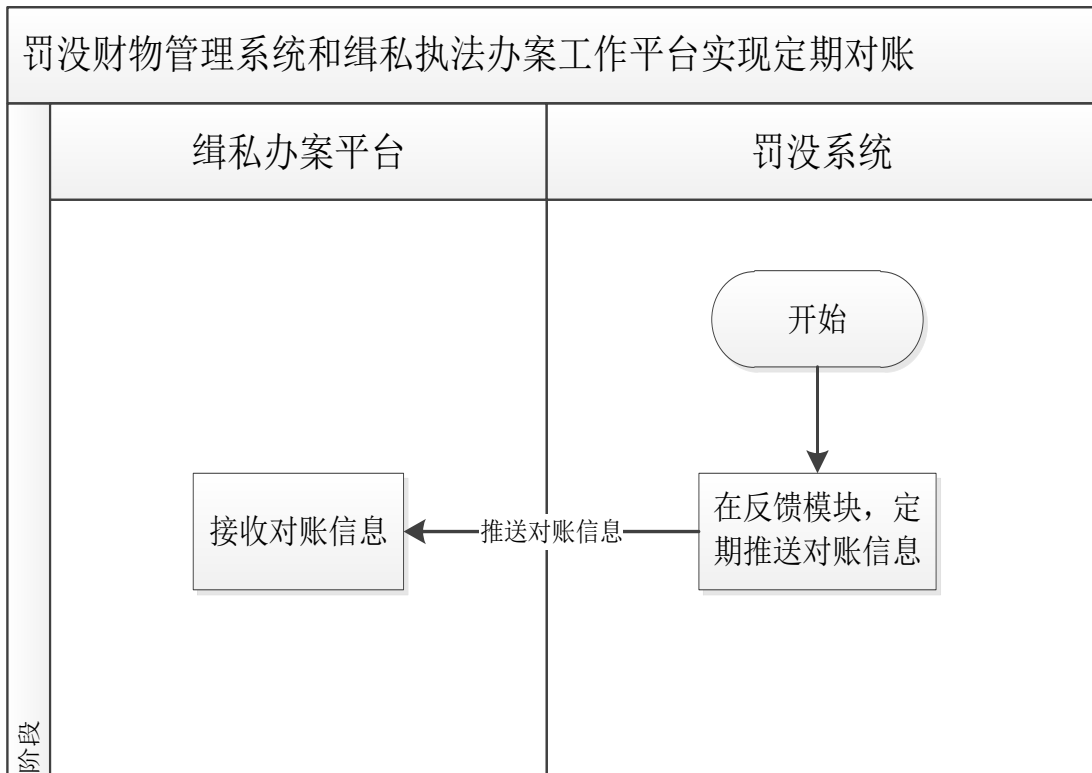 罚没财物管理系统和缉私执法办案工作平台实现定期对账
缉私办案平台
罚没系统
开始
接收对账信息
推送对账信息
在反馈模块，定
期推送对账信息
阶段